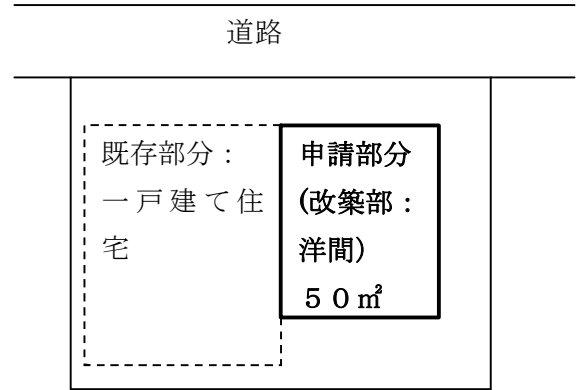 道路
既存部分：
一戸建て住
宅
申請部分
(改築部：
洋間)
５０㎡